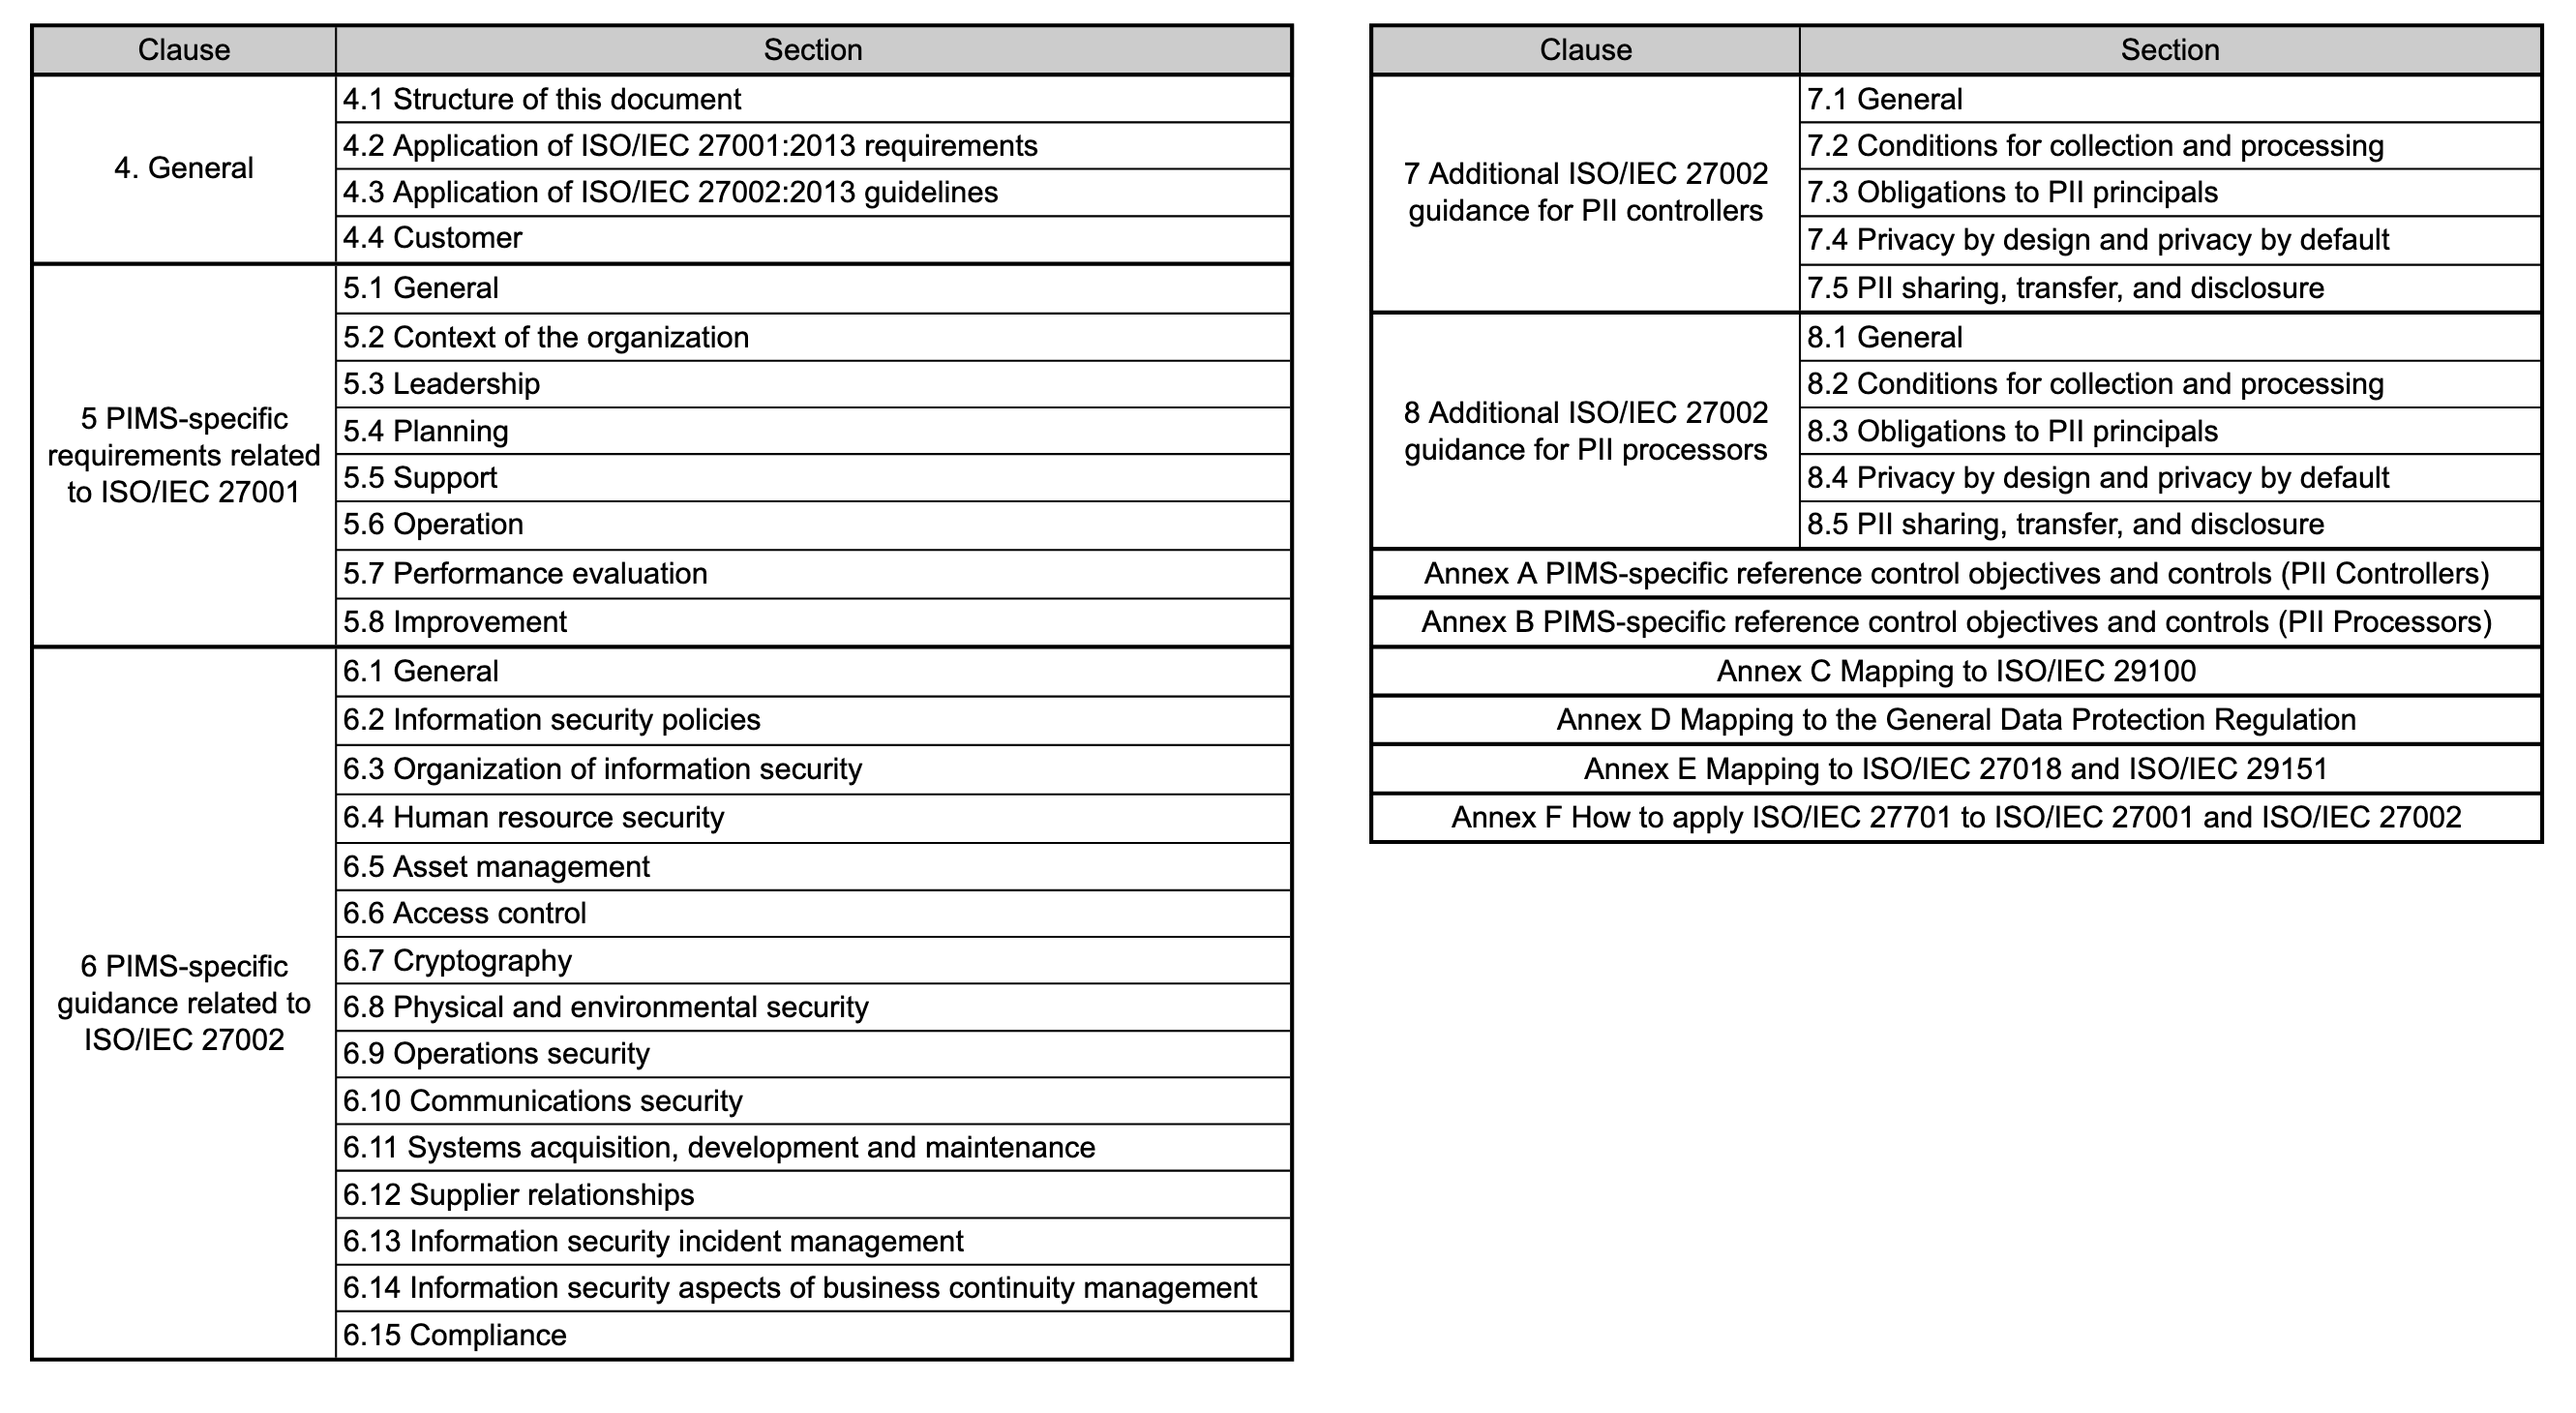 Clause
Section
4. General
4.1 Structure of this document
4.2 Application of ISO/IEC 27001:2013 requirements
4.3 Application of ISO/IEC 27002:2013 guidelines
4.4 Customer
5 PIMS-specific
requirements related
to ISO/IEC 27001
5.1 General
5.2 Context of the organization
5.3 Leadership
5.4 Planning
5.5 Support
5.6 Operation
5.7 Performance evaluation
5.8 Improvement
6 PIMS-specific
guidance related to
ISO/IEC 27002
6.1 General
6.2 Information security policies
6.3 Organization of information security
6.4 Human resource security
6.5 Asset management
6.6 Access control
6.7 Cryptography
6.8 Physical and environmental security
6.9 Operations security
6.10 Communications security
6.11 Systems acquisition, development and maintenance
6.12 Supplier relationships
6.13 Information security incident management
6.14 Information security aspects of business continuity management
6.15 Compliance
Clause
Section
7 Additional ISO/IEC 27002
guidance for PII controllers
7.1 General
7.2 Conditions for collection and processing
7.3 Obligations to PII principals
7.4 Privacy by design and privacy by default
7.5 PII sharing, transfer, and disclosure
8 Additional ISO/IEC 27002
guidance for PII processors
8.1 General
8.2 Conditions for collection and processing
8.3 Obligations to PII principals
8.4 Privacy by design and privacy by default
8.5 PII sharing, transfer, and disclosure
Annex A PIMS-specific reference control objectives and controls (PII Controllers)
Annex B PIMS-specific reference control objectives and controls (PII Processors)
Annex C Mapping to ISO/IEC 29100
Annex D Mapping to the General Data Protection Regulation
Annex E Mapping to ISO/IEC 27018 and ISO/IEC 29151
Annex F How to apply ISO/IEC 27701 to ISO/IEC 27001 and ISO/IEC 27002